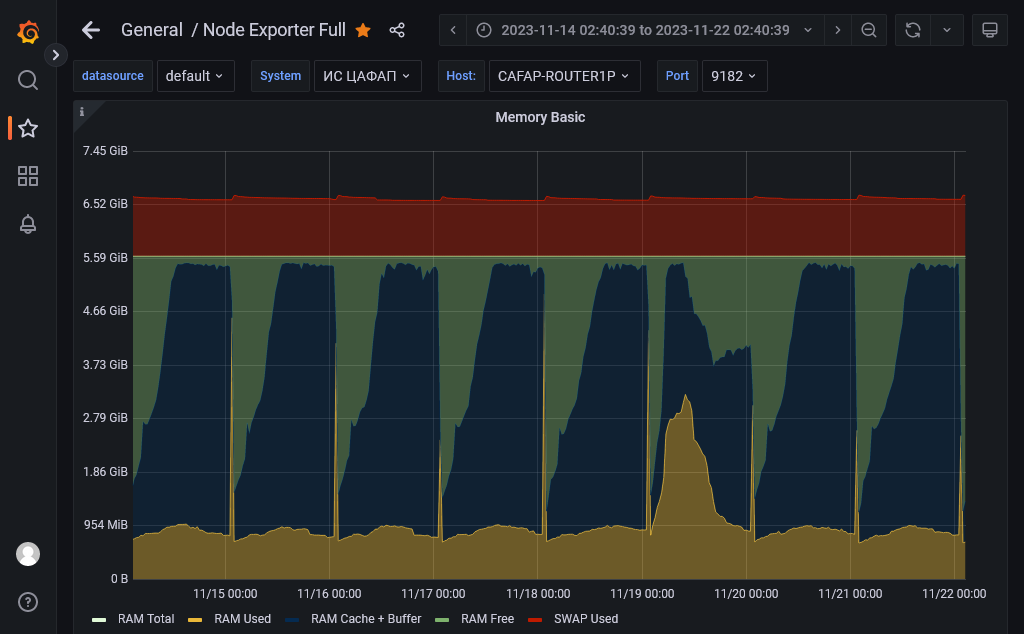 General / Node Exporter Full
2023-11-14 02:40:39 to 2023-11-22 02:40:39
datasource default System ИС ЦАФАП Host: CAFAP-ROUTER1P Port 9182
Memory Basic
7.45 GiB
6.52 GiB
5.59 GiB
4.66 GiB
3.73 GiB
2.79 GiB
1.86 GiB
954 MiB
0 B
11/15 00:00 11/16 00:00 11/17 00:00 11/18 00:00 11/19 00:00 11/20 00:00 11/21 00:00 11/22 00:00
RAM Total RAM Used RAM Cache + Buffer RAM Free SWAP Used